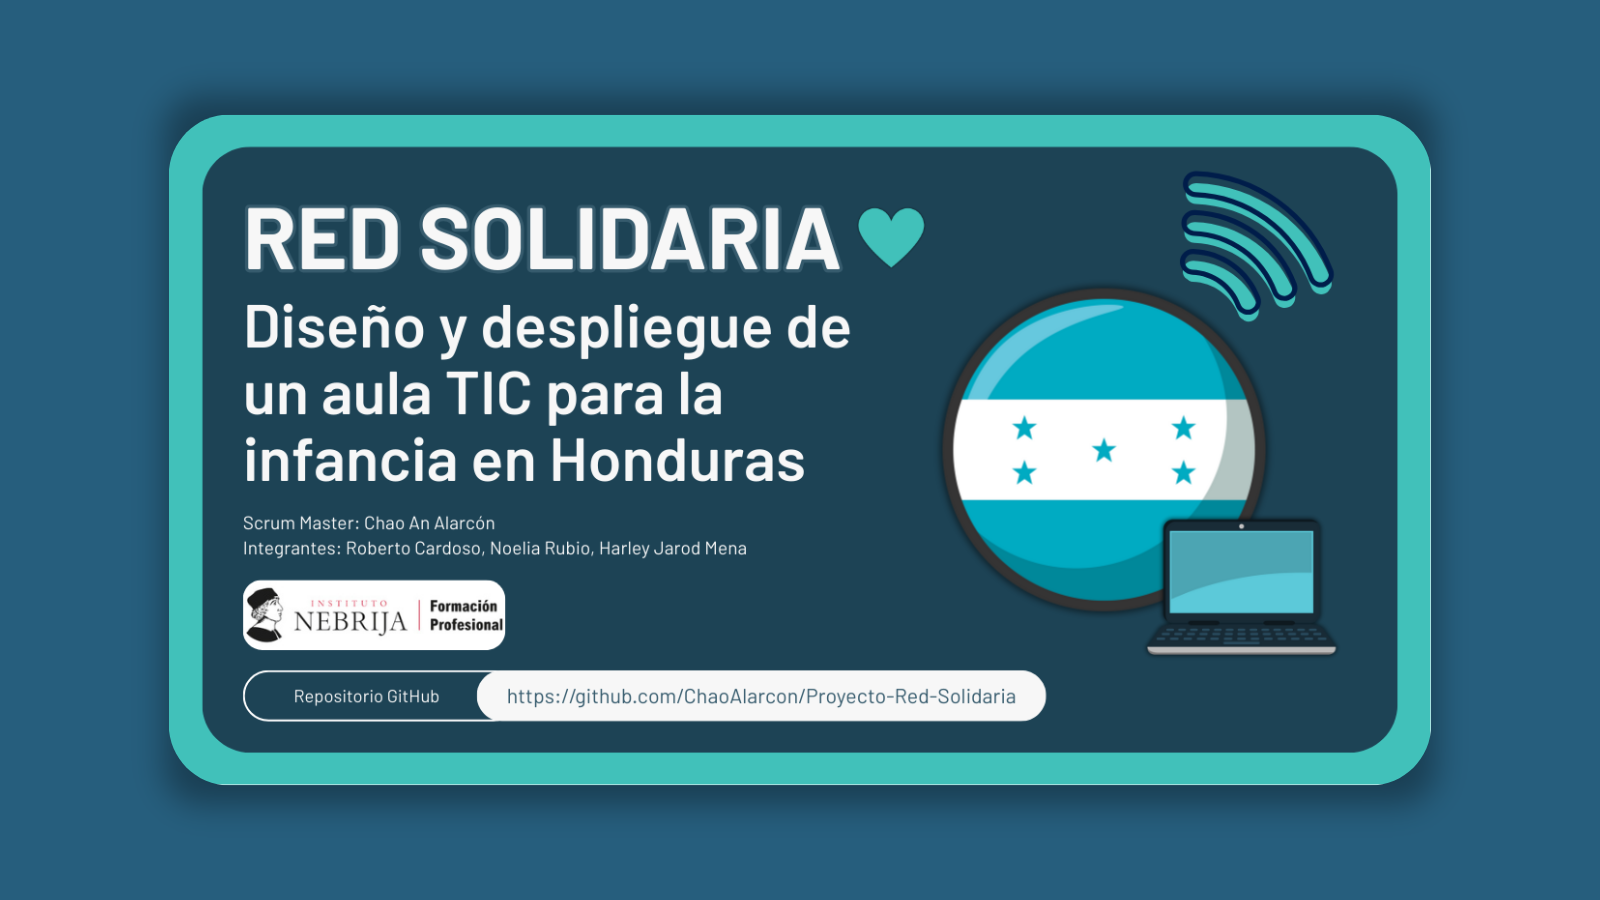 RED SOLIDARIA
Diseño y despliegue de
un aula TIC para la
infancia en Honduras
Scrum Master: Chao An Alarcón
Integrantes: Roberto Cardoso, Noelia Rubio, Harley Jarod Mena
INSTITUTO
NEBRIJA
Formación
Profesional
Repositorio GitHub
https://github.com/ChaoAlarcon/Proyecto-Red-Solidaria